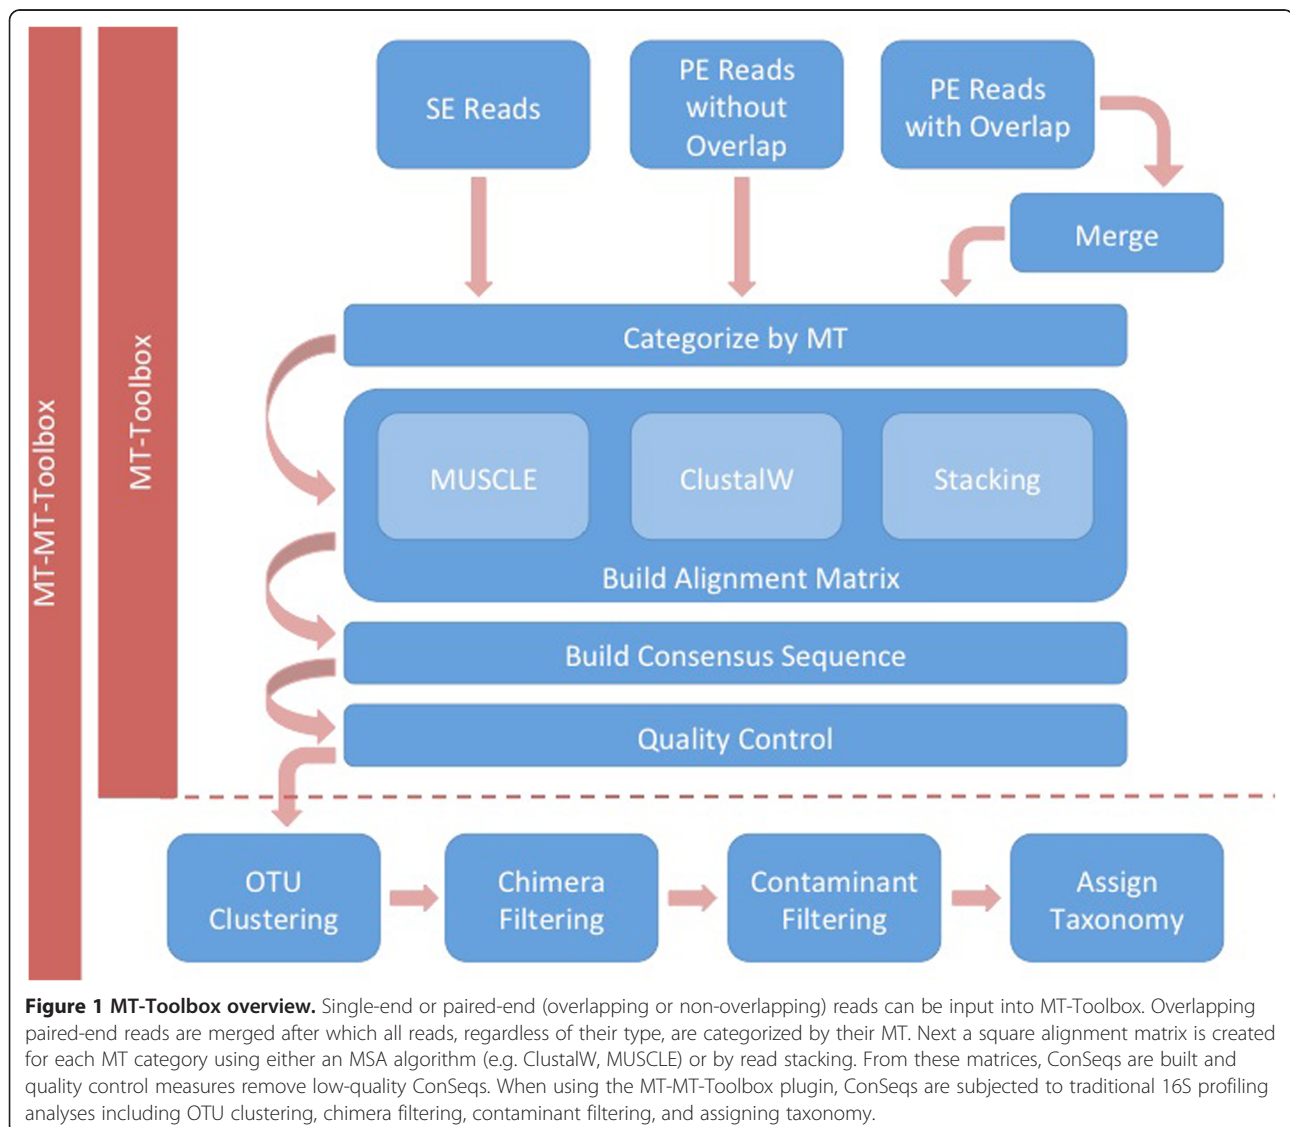 MT-MT-Toolbox
MT-Toolbox
SE Reads
PE Reads
without
Overlap
PE Reads
with Overlap
Merge
Categorize by MT
MUSCLE
ClustalW
Stacking
Build Alignment Matrix
Build Consensus Sequence
Quality Control
OTU
Clustering
Chimera
Filtering
Contaminant
Filtering
Assign
Taxonomy
Figure 1 MT-Toolbox overview. Single-end or paired-end (overlapping or non-overlapping) reads can be input into MT-Toolbox. Overlapping
paired-end reads are merged after which all reads, regardless of their type, are categorized by their MT. Next a square alignment matrix is created
for each MT category using either an MSA algorithm (e.g. ClustalW, MUSCLE) or by read stacking. From these matrices, ConSeqs are built and
quality control measures remove low-quality ConSeqs. When using the MT-MT-Toolbox plugin, ConSeqs are subjected to traditional 16S profiling
analyses including OTU clustering, chimera filtering, contaminant filtering, and assigning taxonomy.